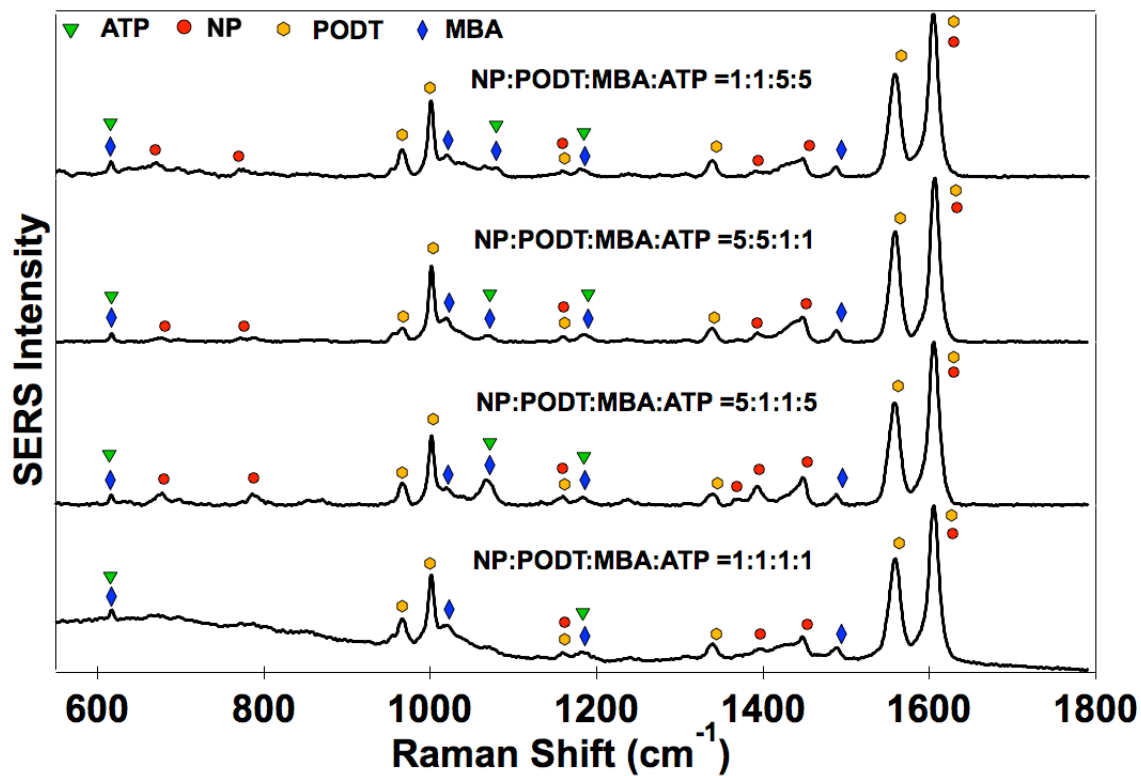 ATP NP PODT MBA
NP:PODT:MBA:ATP =1:1:5:5
NP:PODT:MBA:ATP =5:5:1:1
NP:PODT:MBA:ATP =5:1:1:5
NP:PODT:MBA:ATP =1:1:1:1
SERS Intensity
600 800 1000 1200 1400 1600 1800
Raman Shift (cm⁻¹)